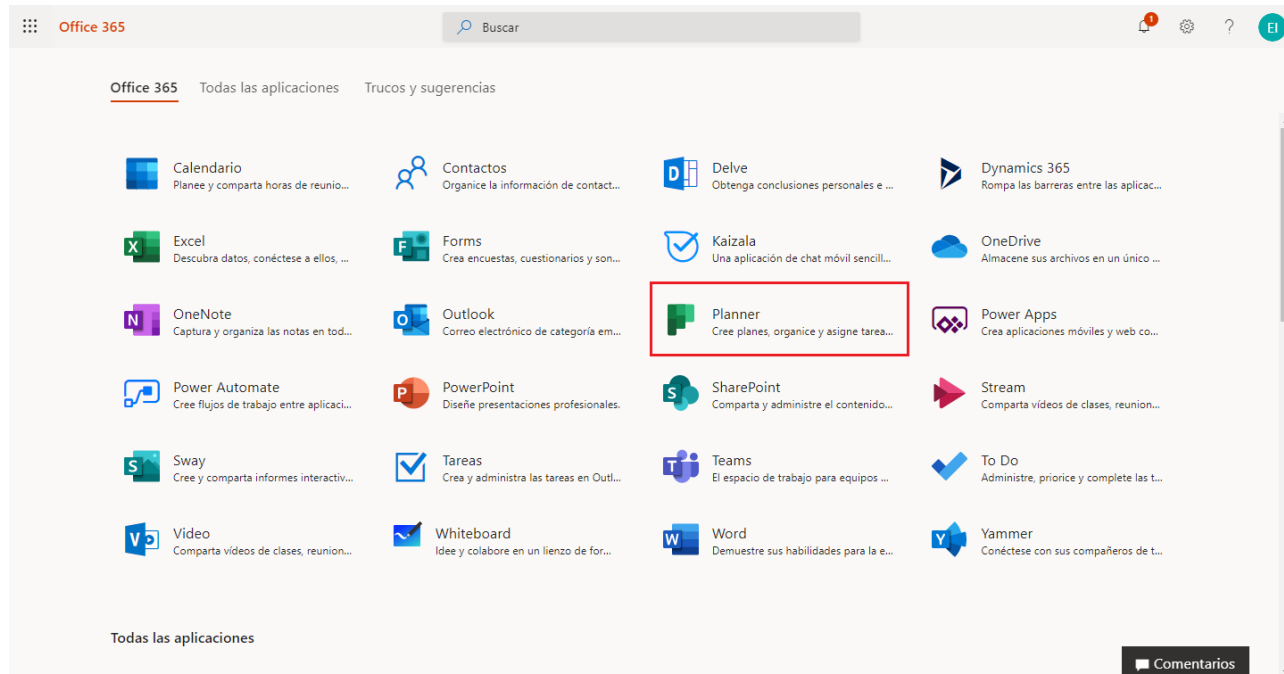 Office 365
Buscar
1
?
EI
Office 365 Todas las aplicaciones Trucos y sugerencias
Calendario
Planee y comparta horas de reunio...
Contactos
Organice la información de contact...
Delve
Obtenga conclusiones personales e ...
Dynamics 365
Rompa las barreras entre las aplicac...
Excel
Descubra datos, conéctese a ellos, ...
Forms
Crea encuestas, cuestionarios y son...
Kaizala
Una aplicación de chat móvil sencill...
OneDrive
Almacene sus archivos en un único ...
OneNote
Captura y organiza las notas en tod...
Outlook
Correo electrónico de categoría em...
Planner
Cree planes, organice y asigne tarea...
Power Apps
Crea aplicaciones móviles y web co...
Power Automate
Cree flujos de trabajo entre aplicaci...
PowerPoint
Diseñe presentaciones profesionales.
SharePoint
Comparta y administre el contenido...
Stream
Comparta vídeos de clases, reunion...
Sway
Cree y comparta informes interactiv...
Tareas
Crea y administra las tareas en Outl...
Teams
El espacio de trabajo para equipos ...
To Do
Administre, priorice y complete las t...
Video
Comparta vídeos de clases, reunion...
Whiteboard
Idee y colabore en un lienzo de for...
Word
Demuestre sus habilidades para la e...
Yammer
Conéctese con sus compañeros de t...
Todas las aplicaciones
Comentarios